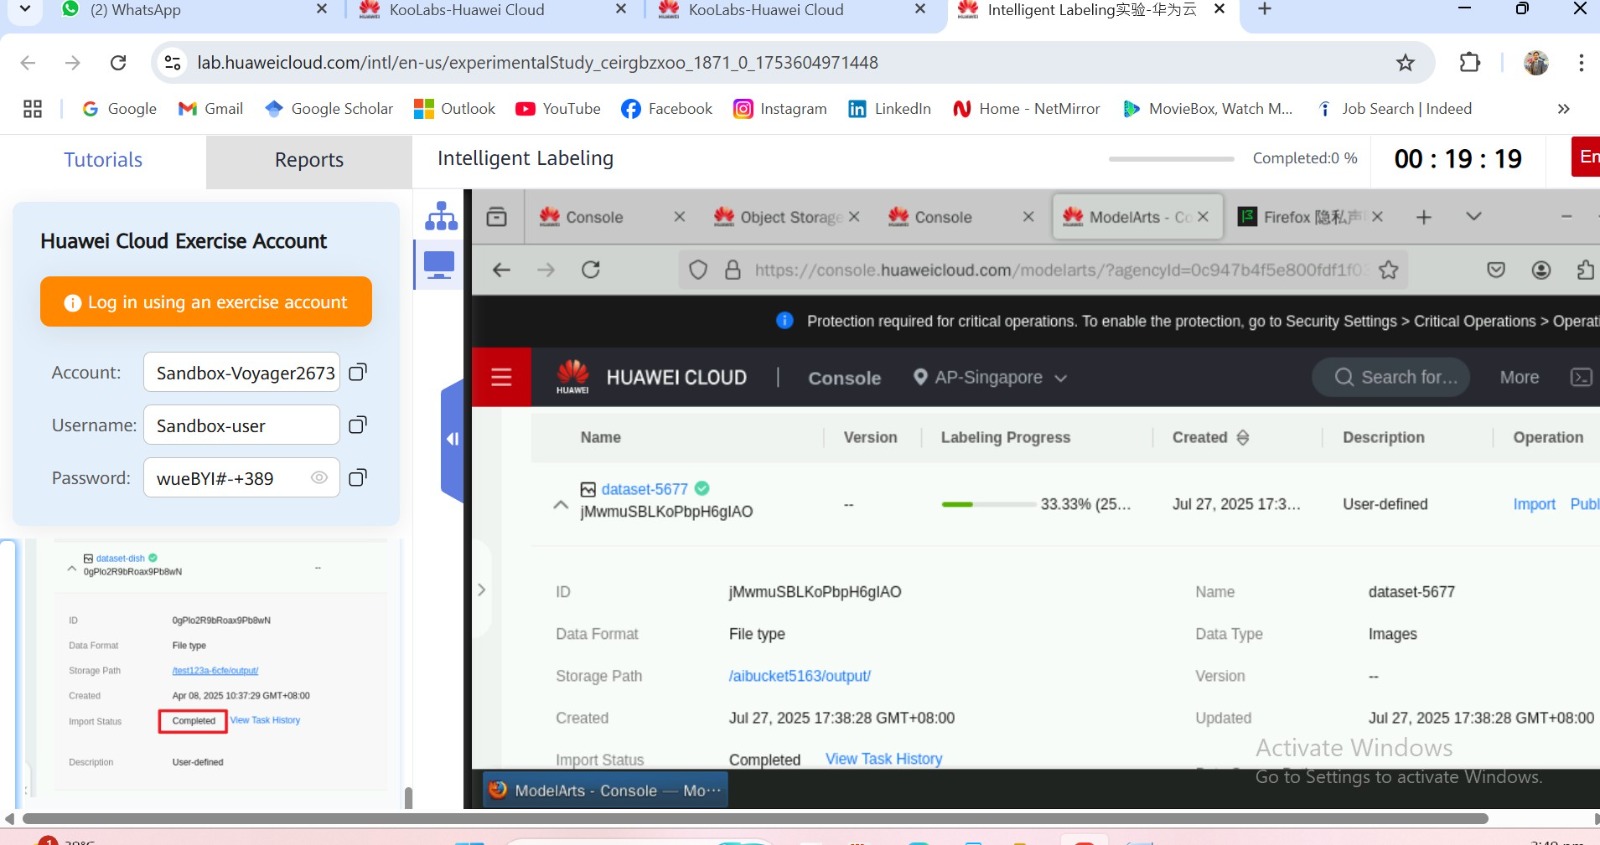 (2) WhatsApp
KooLabs-Huawei Cloud
KooLabs-Huawei Cloud
Intelligent Labeling实验-华为云
lab.huaweicloud.com/intl/en-us/experimentalStudy_ceirgbzxoo_1871_0_1753604971448
Google
Gmail
Google Scholar
Outlook
YouTube
Facebook
Instagram
LinkedIn
Home - NetMirror
MovieBox, Watch M...
Job Search | Indeed
Tutorials
Reports
Intelligent Labeling
Completed:0 %
00 : 19 : 19
En
Huawei Cloud Exercise Account
Log in using an exercise account
Account: Sandbox-Voyager2673
Username: Sandbox-user
Password: wueBYI#-+389
dataset-dish
0gPlo2R9bRoax9Pb8wN
--
ID 0gPlo2R9bRoax9Pb8wN
Data Format File type
Storage Path /test123a-6cfe/output/
Created Apr 08, 2025 10:37:29 GMT+08:00
Import Status Completed View Task History
Description User-defined
Console
Object Storage
Console
ModelArts - Co
Firefox 隐私声
https://console.huaweicloud.com/modelarts/?agencyId=0c947b4f5e800fdf1f03
Protection required for critical operations. To enable the protection, go to Security Settings > Critical Operations > Operati
HUAWEI
HUAWEI CLOUD
Console
AP-Singapore
Search for...
More
Name Version Labeling Progress Created Description Operation
dataset-5677
jMwmuSBLKoPbpH6gIAO
-- 33.33% (25... Jul 27, 2025 17:3... User-defined Import Publ
ID jMwmuSBLKoPbpH6gIAO Name dataset-5677
Data Format File type Data Type Images
Storage Path /aibucket5163/output/ Version --
Created Jul 27, 2025 17:38:28 GMT+08:00 Updated Jul 27, 2025 17:38:28 GMT+08:00
Import Status Completed View Task History
Activate Windows
Go to Settings to activate Windows.
ModelArts - Console — Mo···
1